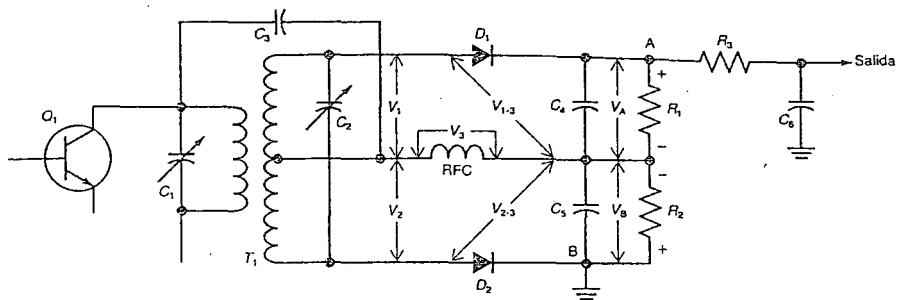 C3
D1
A
R3
Salida
Q1
C1
C2
V1
V1-3
C4
VA
+
R1
C6
V3
−
RFC
−
T1
V2
V2-3
C5
VB
R2
B
+
D2